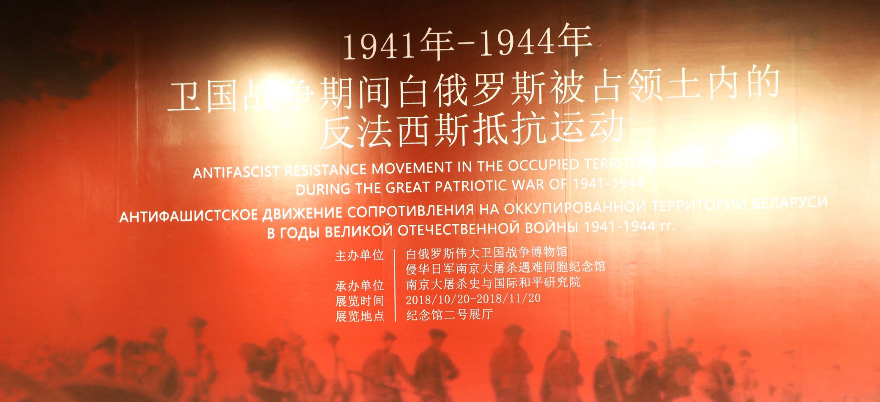 1941年-1944年
卫国战争期间白俄罗斯被占领土内的
反法西斯抵抗运动
ANTIFASCIST RESISTANCE MOVEMENT IN THE OCCUPIED TERRITORY
DURING THE GREAT PATRIOTIC WAR OF 1941-1944
АНТИФАШИСТСКОЕ ДВИЖЕНИЕ СОПРОТИВЛЕНИЯ НА ОККУПИРОВАННОЙ ТЕРРИТОРИИ БЕЛАРУСИ
В ГОДЫ ВЕЛИКОЙ ОТЕЧЕСТВЕННОЙ ВОЙНЫ 1941-1944 гг.
主办单位 白俄罗斯伟大卫国战争博物馆
侵华日军南京大屠杀遇难同胞纪念馆
承办单位 南京大屠杀史与国际和平研究院
展览时间 2018/10/20-2018/11/20
展览地点 纪念馆二号展厅